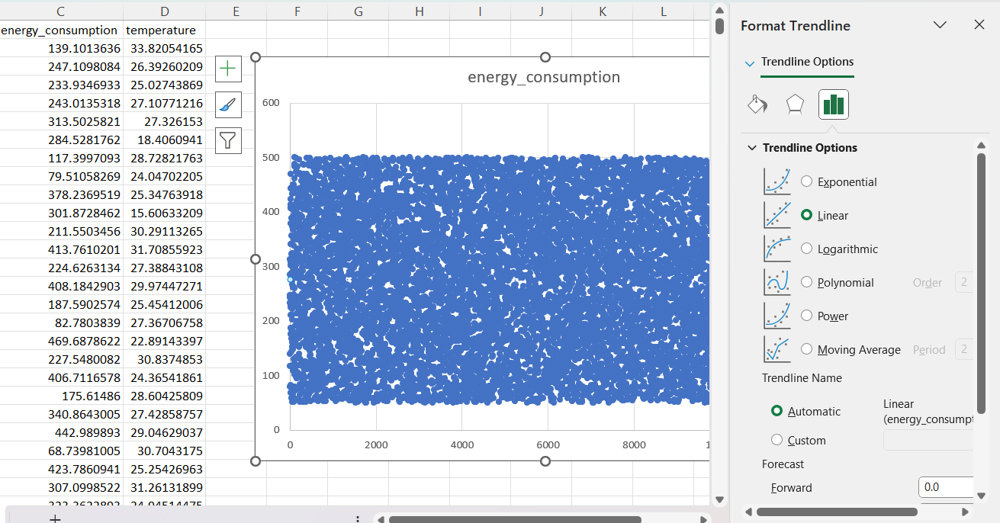 C D E F G H I J K L
energy_consumption temperature
139.1013636 33.82054165
247.1098084 26.39260209
233.9346933 25.02743869
243.0135318 27.10771216
313.5025821 27.326153
284.5281762 18.4060941
117.3997093 28.72821763
79.51058269 24.04702205
378.2369519 25.34763918
301.8728462 15.60633209
211.5503456 30.29113265
413.7610201 31.70855923
224.6263134 27.38843108
408.1842903 29.97447271
187.5902574 25.45412006
82.7803839 27.36706758
469.6878622 22.89143397
227.5480082 30.8374853
406.7116578 24.36541861
175.61486 28.60425809
340.8643005 27.42858757
442.989893 29.04629037
68.73981005 30.7043175
423.7860941 25.25426963
307.0998522 31.26131899
energy_consumption
600
500
400
300
200
100
0
0 2000 4000 6000 8000 1
Format Trendline
Trendline Options
Trendline Options
Exponential
Linear
Logarithmic
Polynomial Order 2
Power
Moving Average Period 2
Trendline Name
Automatic
Linear
(energy_consumpt
Custom
Forecast
Forward 0.0